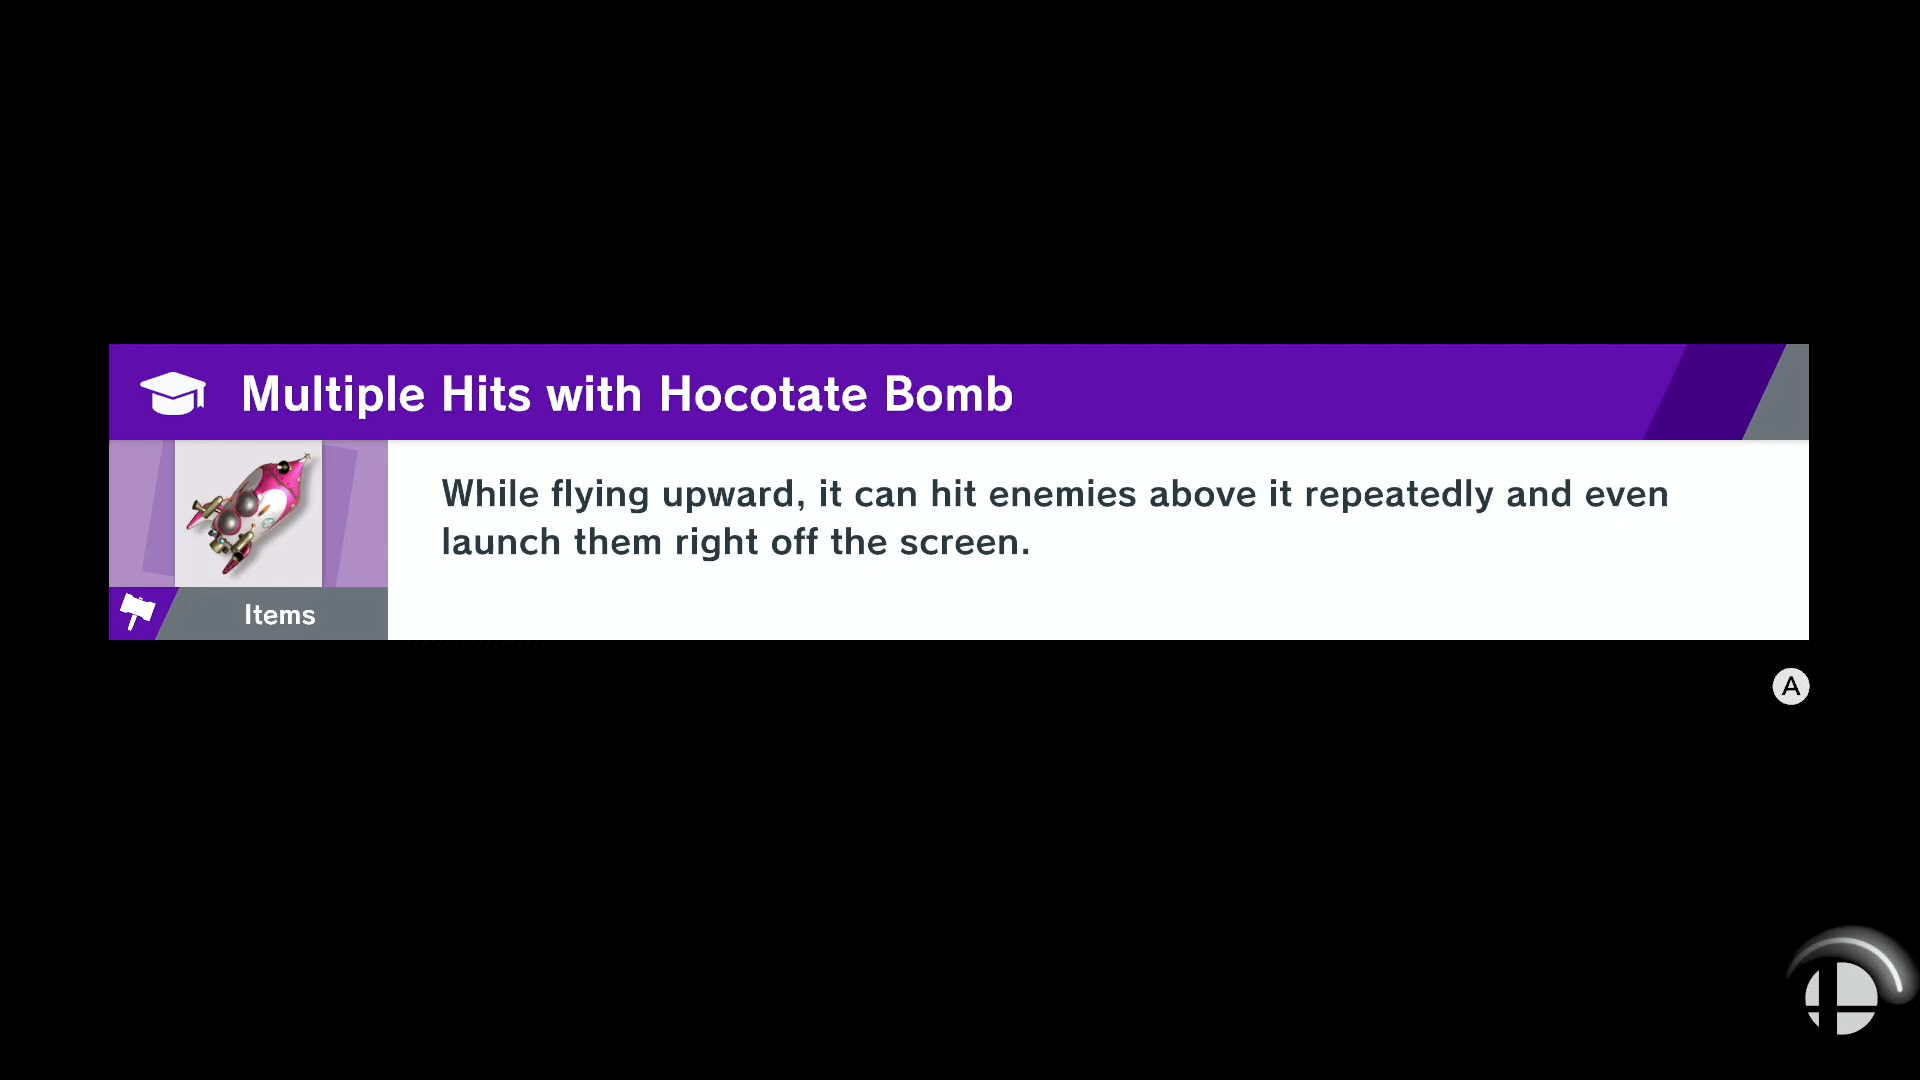 Multiple Hits with Hocotate Bomb
While flying upward, it can hit enemies above it repeatedly and even
launch them right off the screen.
Items
A